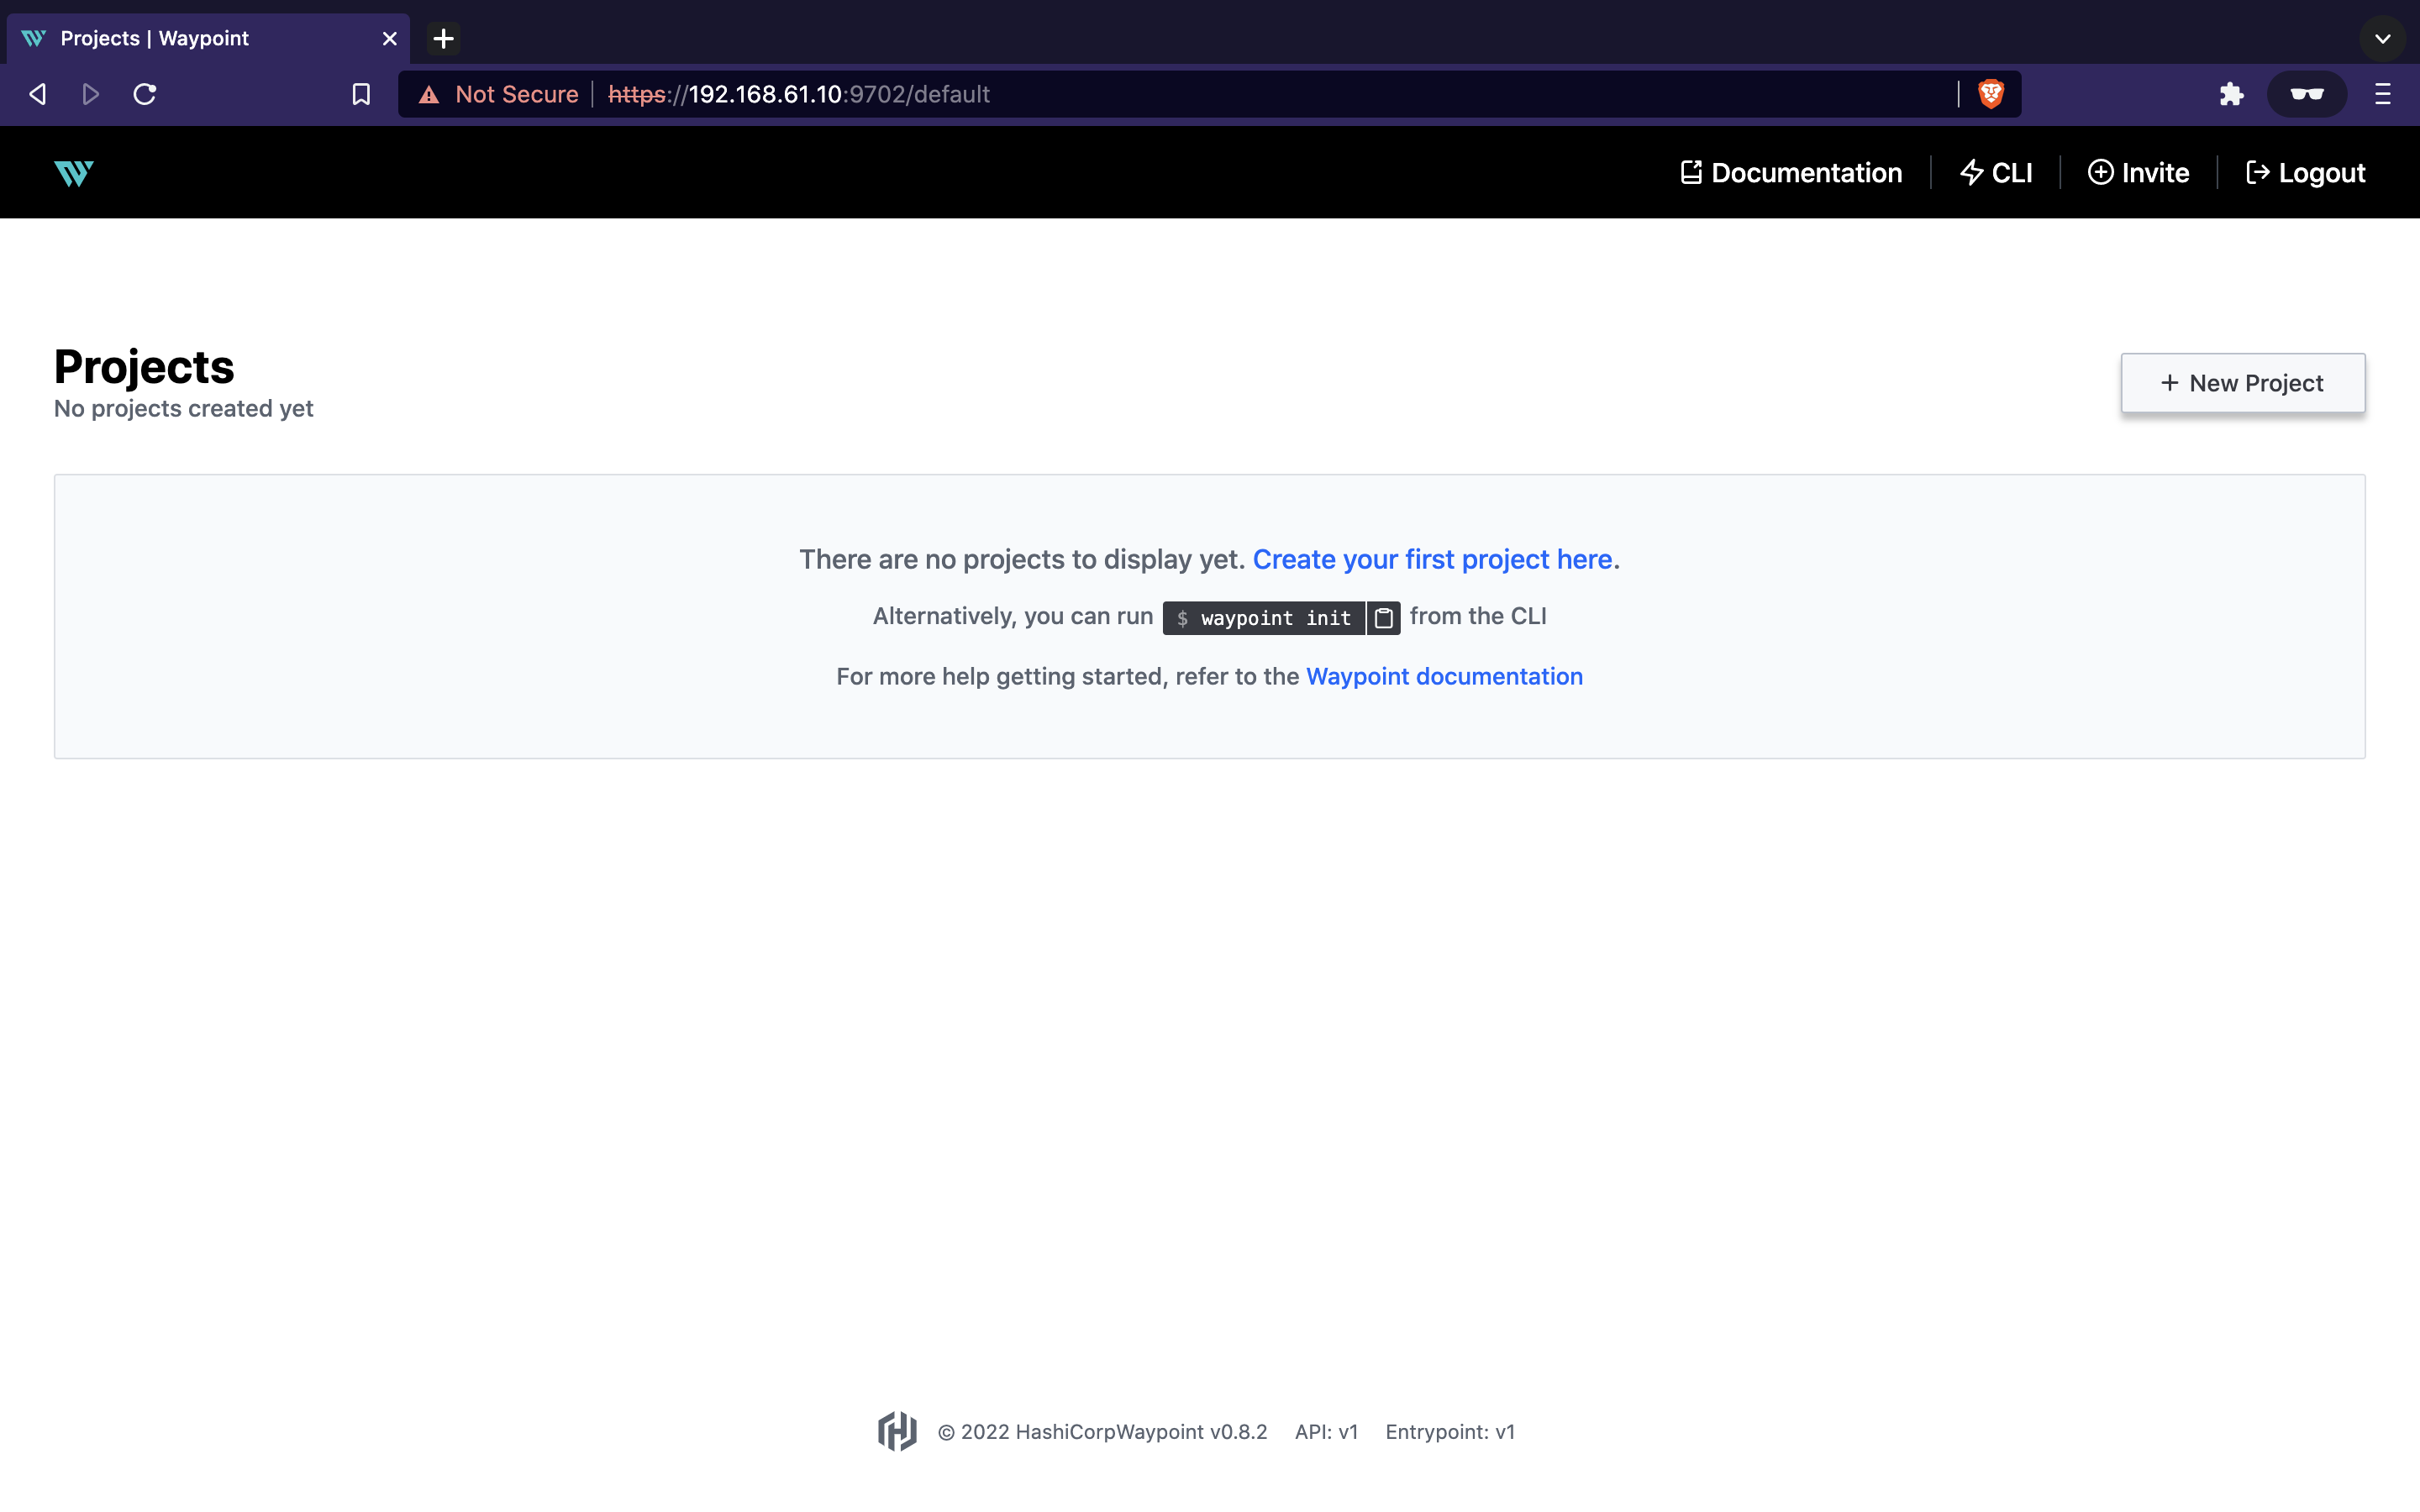 Projects | Waypoint
Not Secure https://192.168.61.10:9702/default
Documentation CLI Invite Logout
Projects
No projects created yet
+ New Project
There are no projects to display yet. Create your first project here.
Alternatively, you can run $ waypoint init from the CLI
For more help getting started, refer to the Waypoint documentation
© 2022 HashiCorpWaypoint v0.8.2 API: v1 Entrypoint: v1